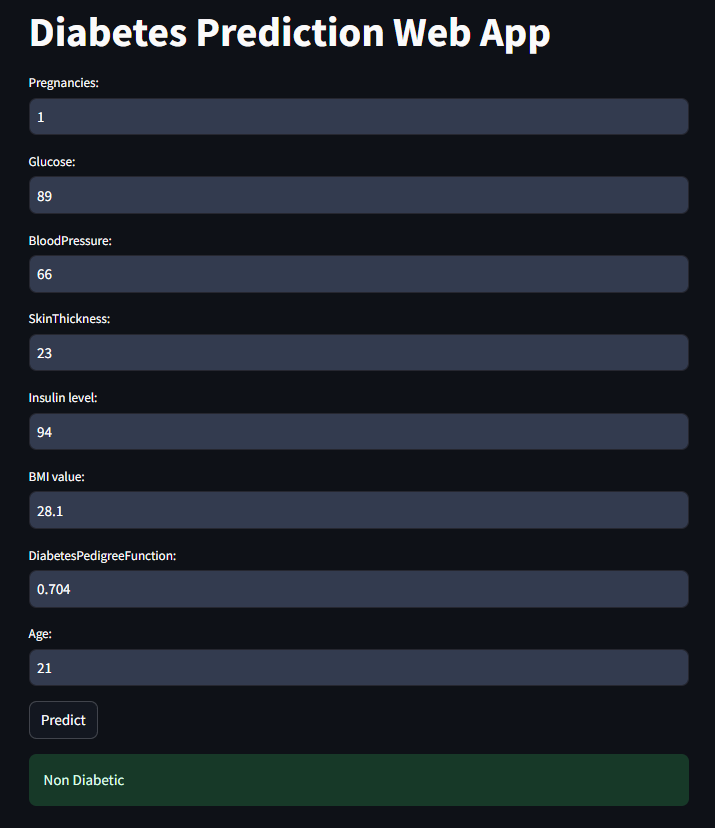 Diabetes Prediction Web App
Pregnancies:
1
Glucose:
89
BloodPressure:
66
SkinThickness:
23
Insulin level:
94
BMI value:
28.1
DiabetesPedigreeFunction:
0.704
Age:
21
Predict
Non Diabetic